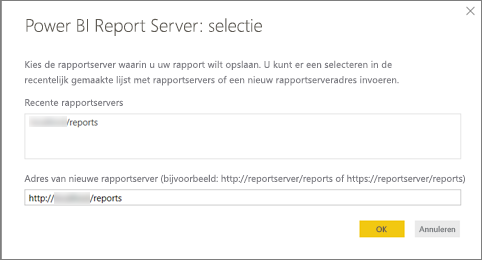 Power BI Report Server: selectie
Kies de rapportserver waarin u uw rapport wilt opslaan. U kunt er een selecteren in de
recentelijk gemaakte lijst met rapportservers of een nieuw rapportserveradres invoeren.
Recente rapportservers
/reports
Adres van nieuwe rapportserver (bijvoorbeeld: http://reportserver/reports of https://reportserver/reports)
http:// /reports
OK
Annuleren